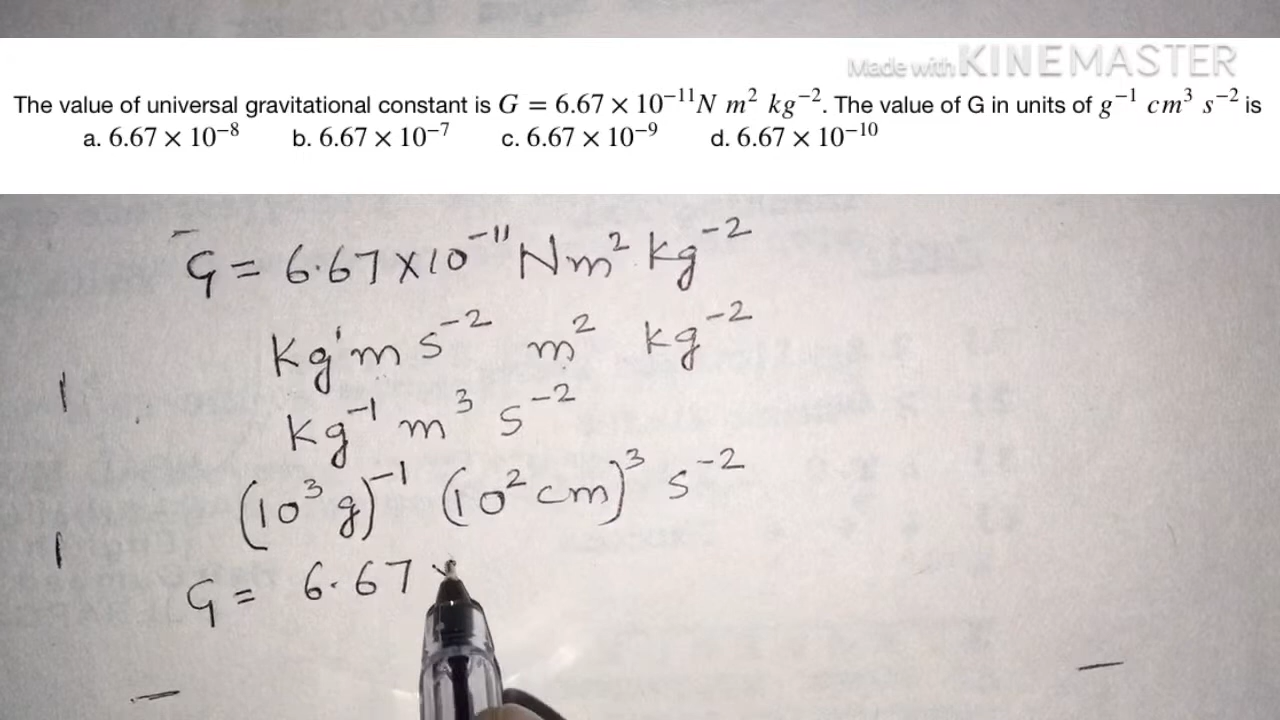 Made with KINEMASTER
The value of universal gravitational constant is G = 6.67 × 10⁻¹¹N m² kg⁻². The value of G in units of g⁻¹ cm³ s⁻² is
a. 6.67 × 10⁻⁸ b. 6.67 × 10⁻⁷ c. 6.67 × 10⁻⁹ d. 6.67 × 10⁻¹⁰
G = 6.67×10⁻¹¹ Nm² kg⁻²
kg¹m s⁻² m² kg⁻²
kg⁻¹ m³ s⁻²
(10³ g)⁻¹ (10² cm)³ s⁻²
G = 6.67